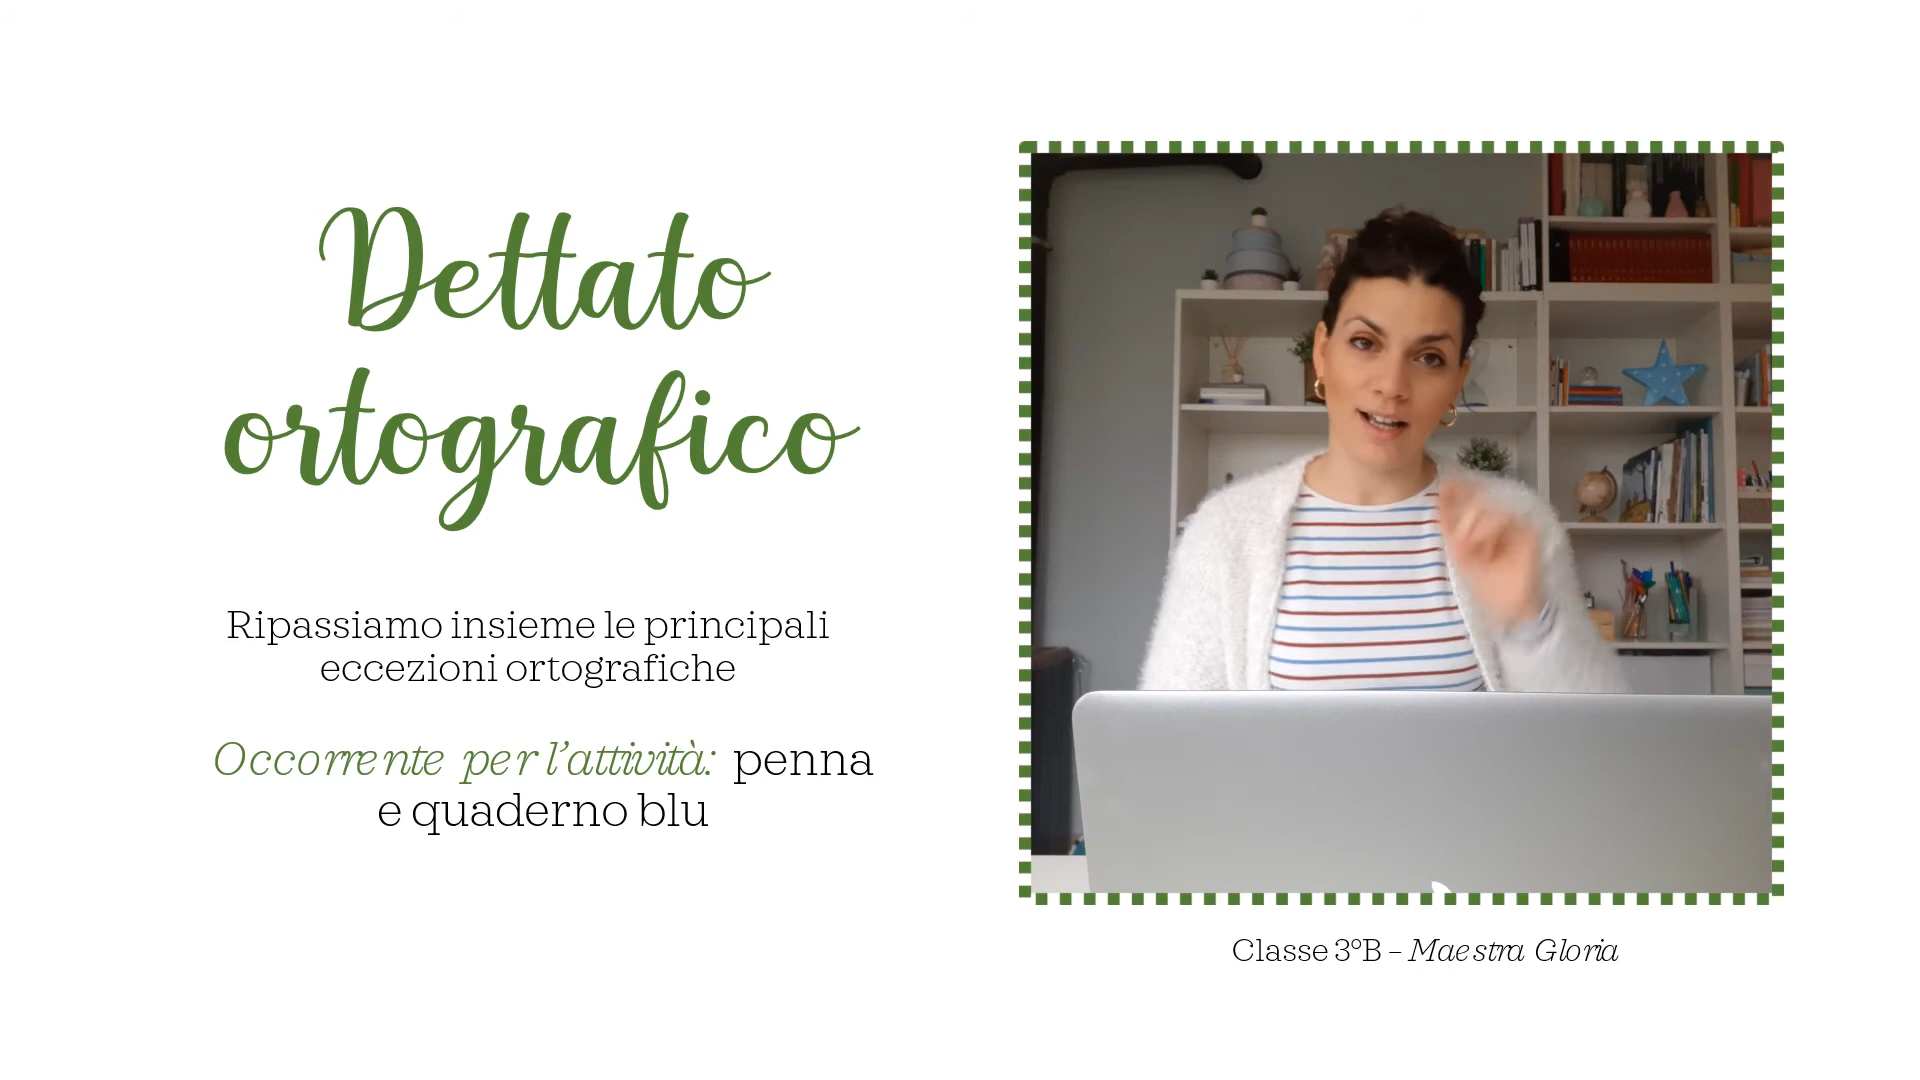 Dettato
ortografico
Ripassiamo insieme le principali
eccezioni ortografiche
Occorrente per l’attività: penna
e quaderno blu
Classe 3°B – Maestra Gloria